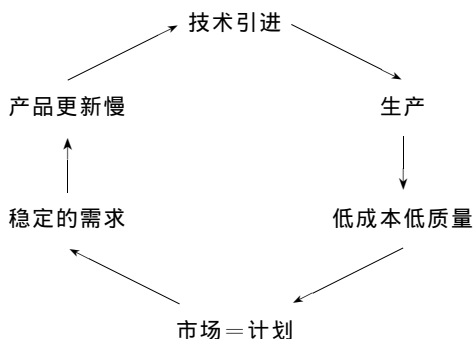 技术引进
产品更新慢
生产
稳定的需求
低成本低质量
市场=计划